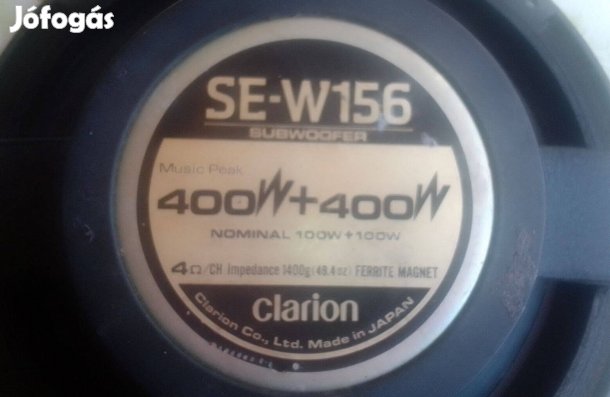 Jófogás
SE-W156
SUBWOOFER
Music Peak
400W+400W
NOMINAL 100W+100W
4Ω/CH. Impedance 1400g(49.4oz) FERRITE MAGNET
clarion
Clarion Co., Ltd. Made in JAPAN